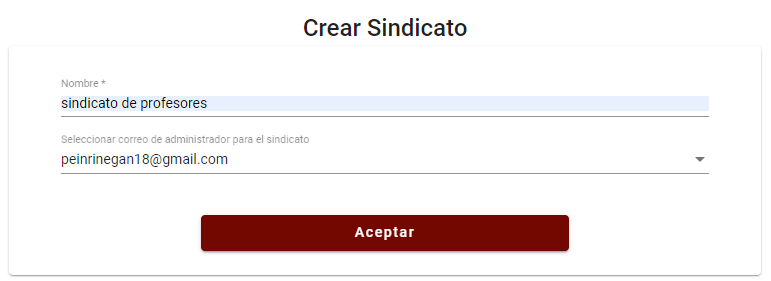 Crear Sindicato
Nombre *
sindicato de profesores
Seleccionar correo de administrador para el sindicato
peinrinegan18@gmail.com
Aceptar